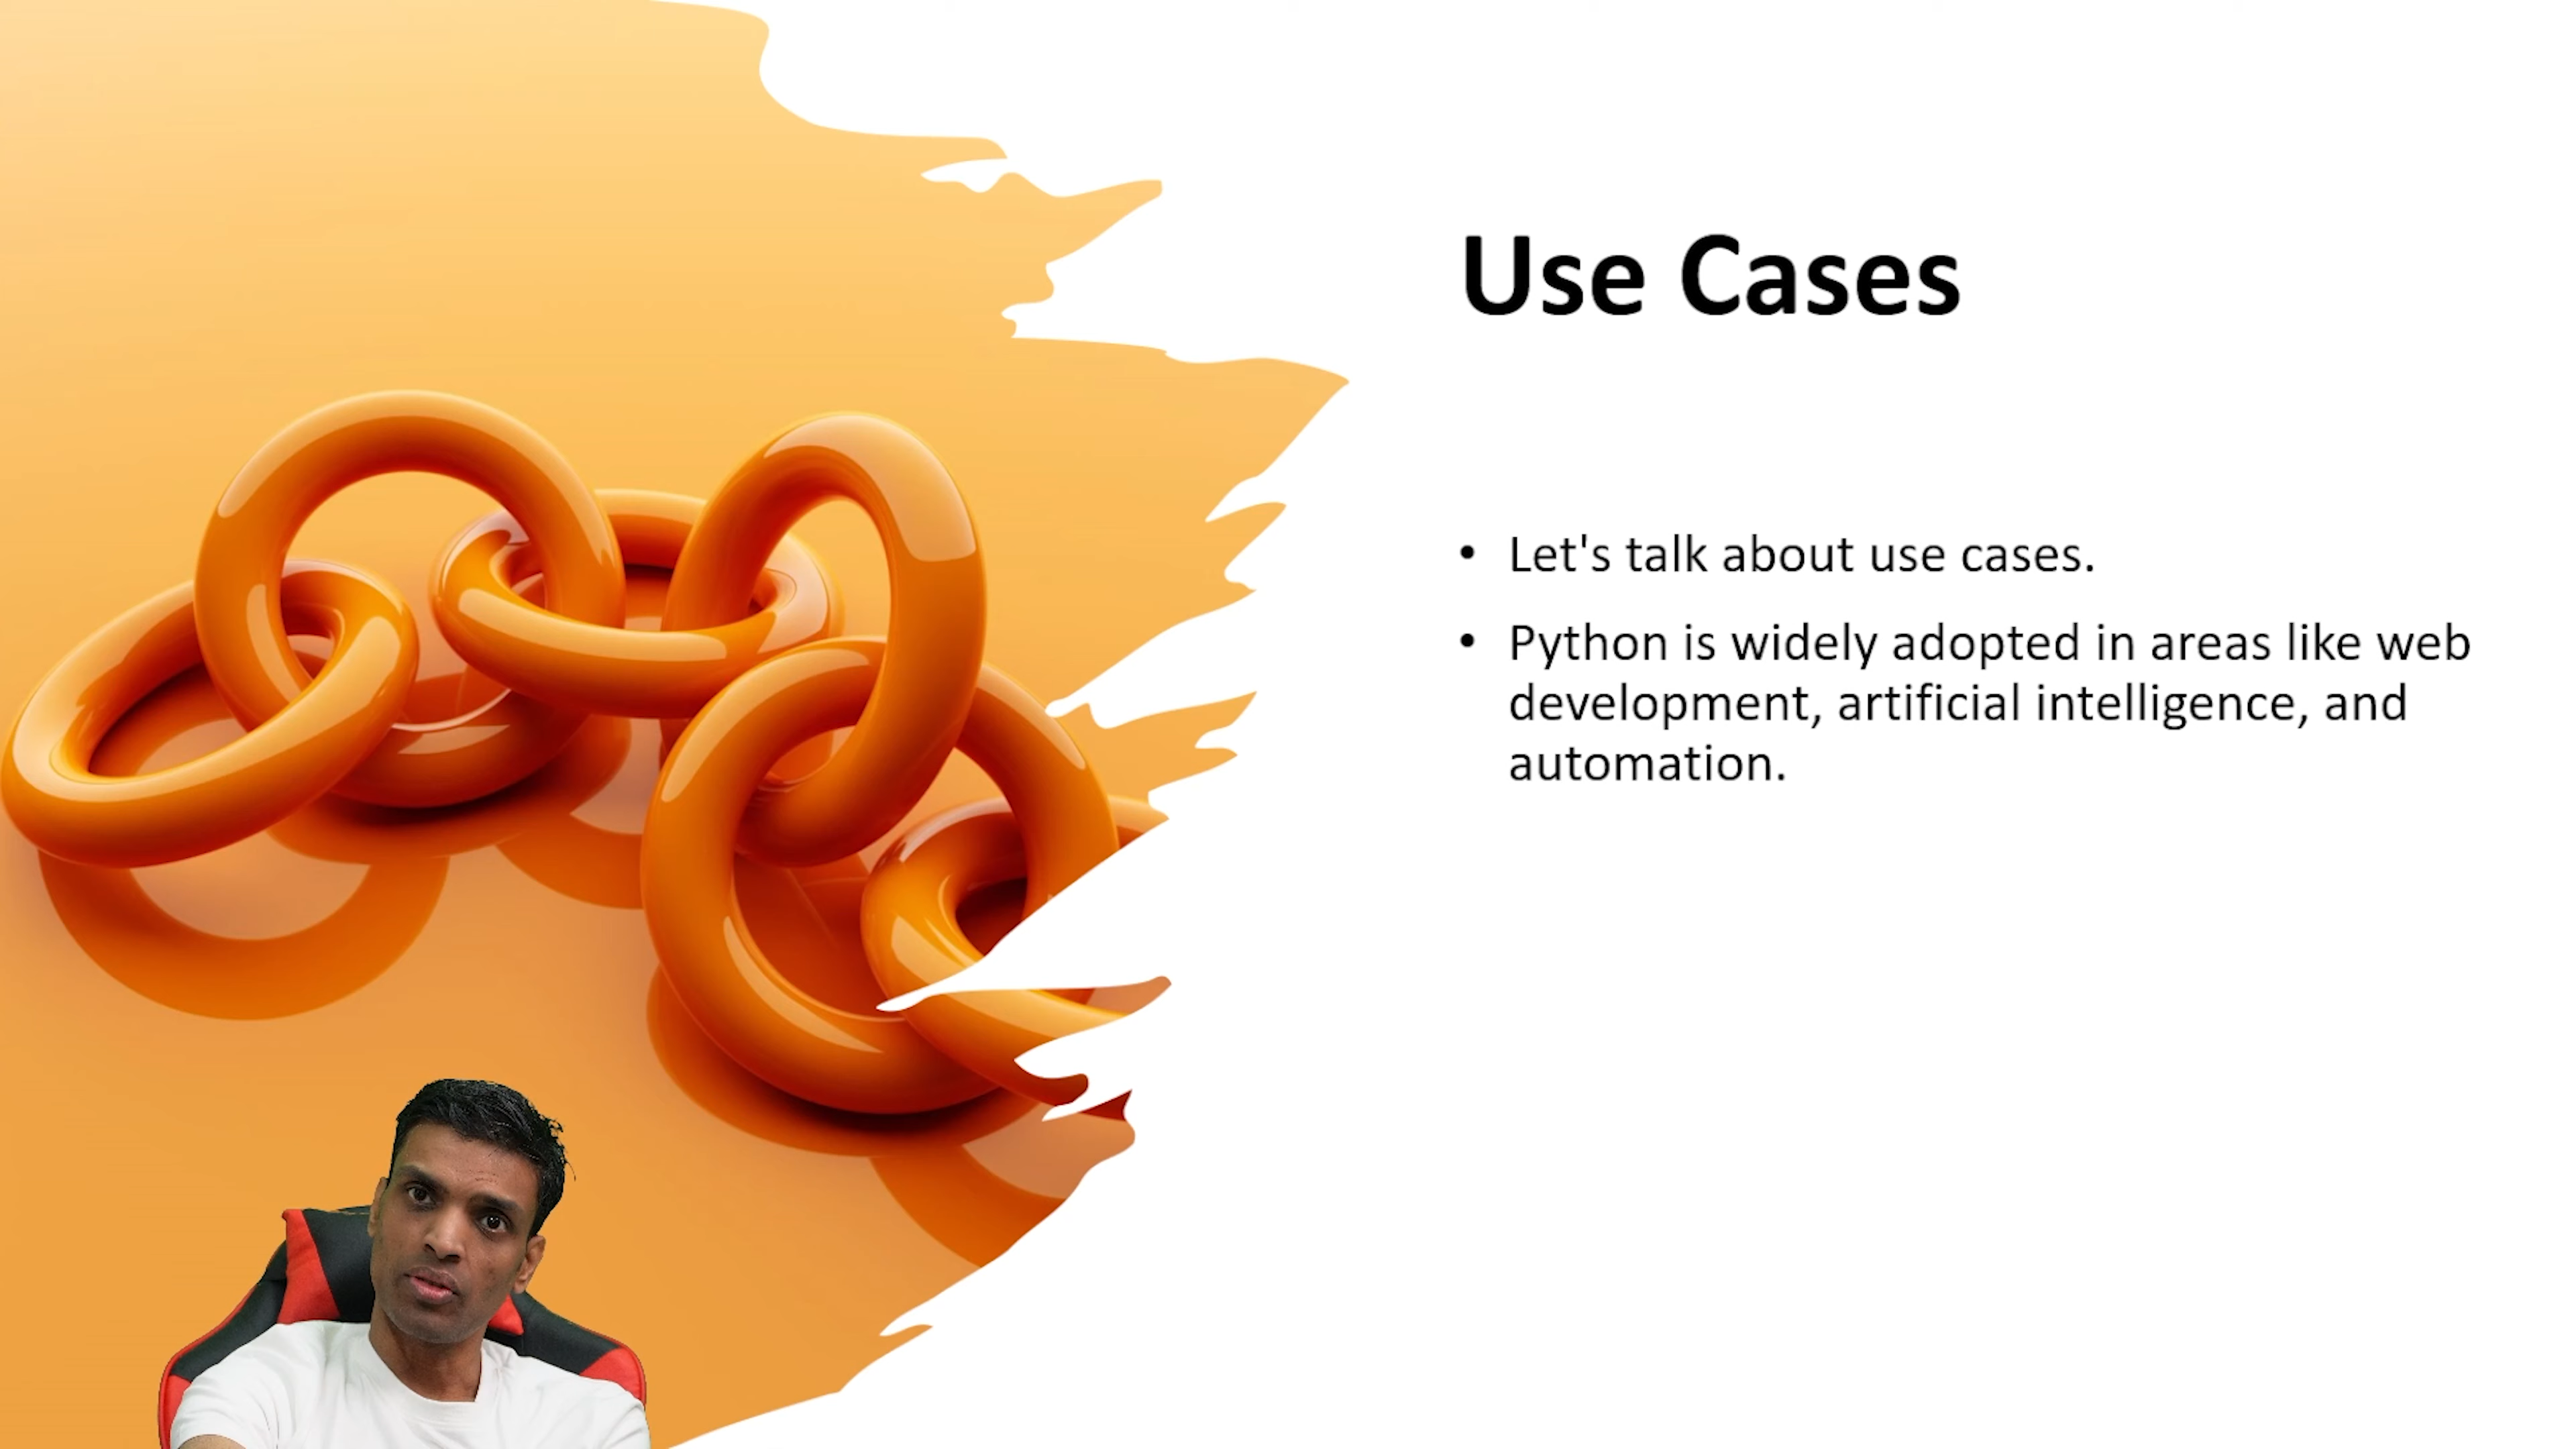 Use Cases
• Let's talk about use cases.
• Python is widely adopted in areas like web
development, artificial intelligence, and
automation.